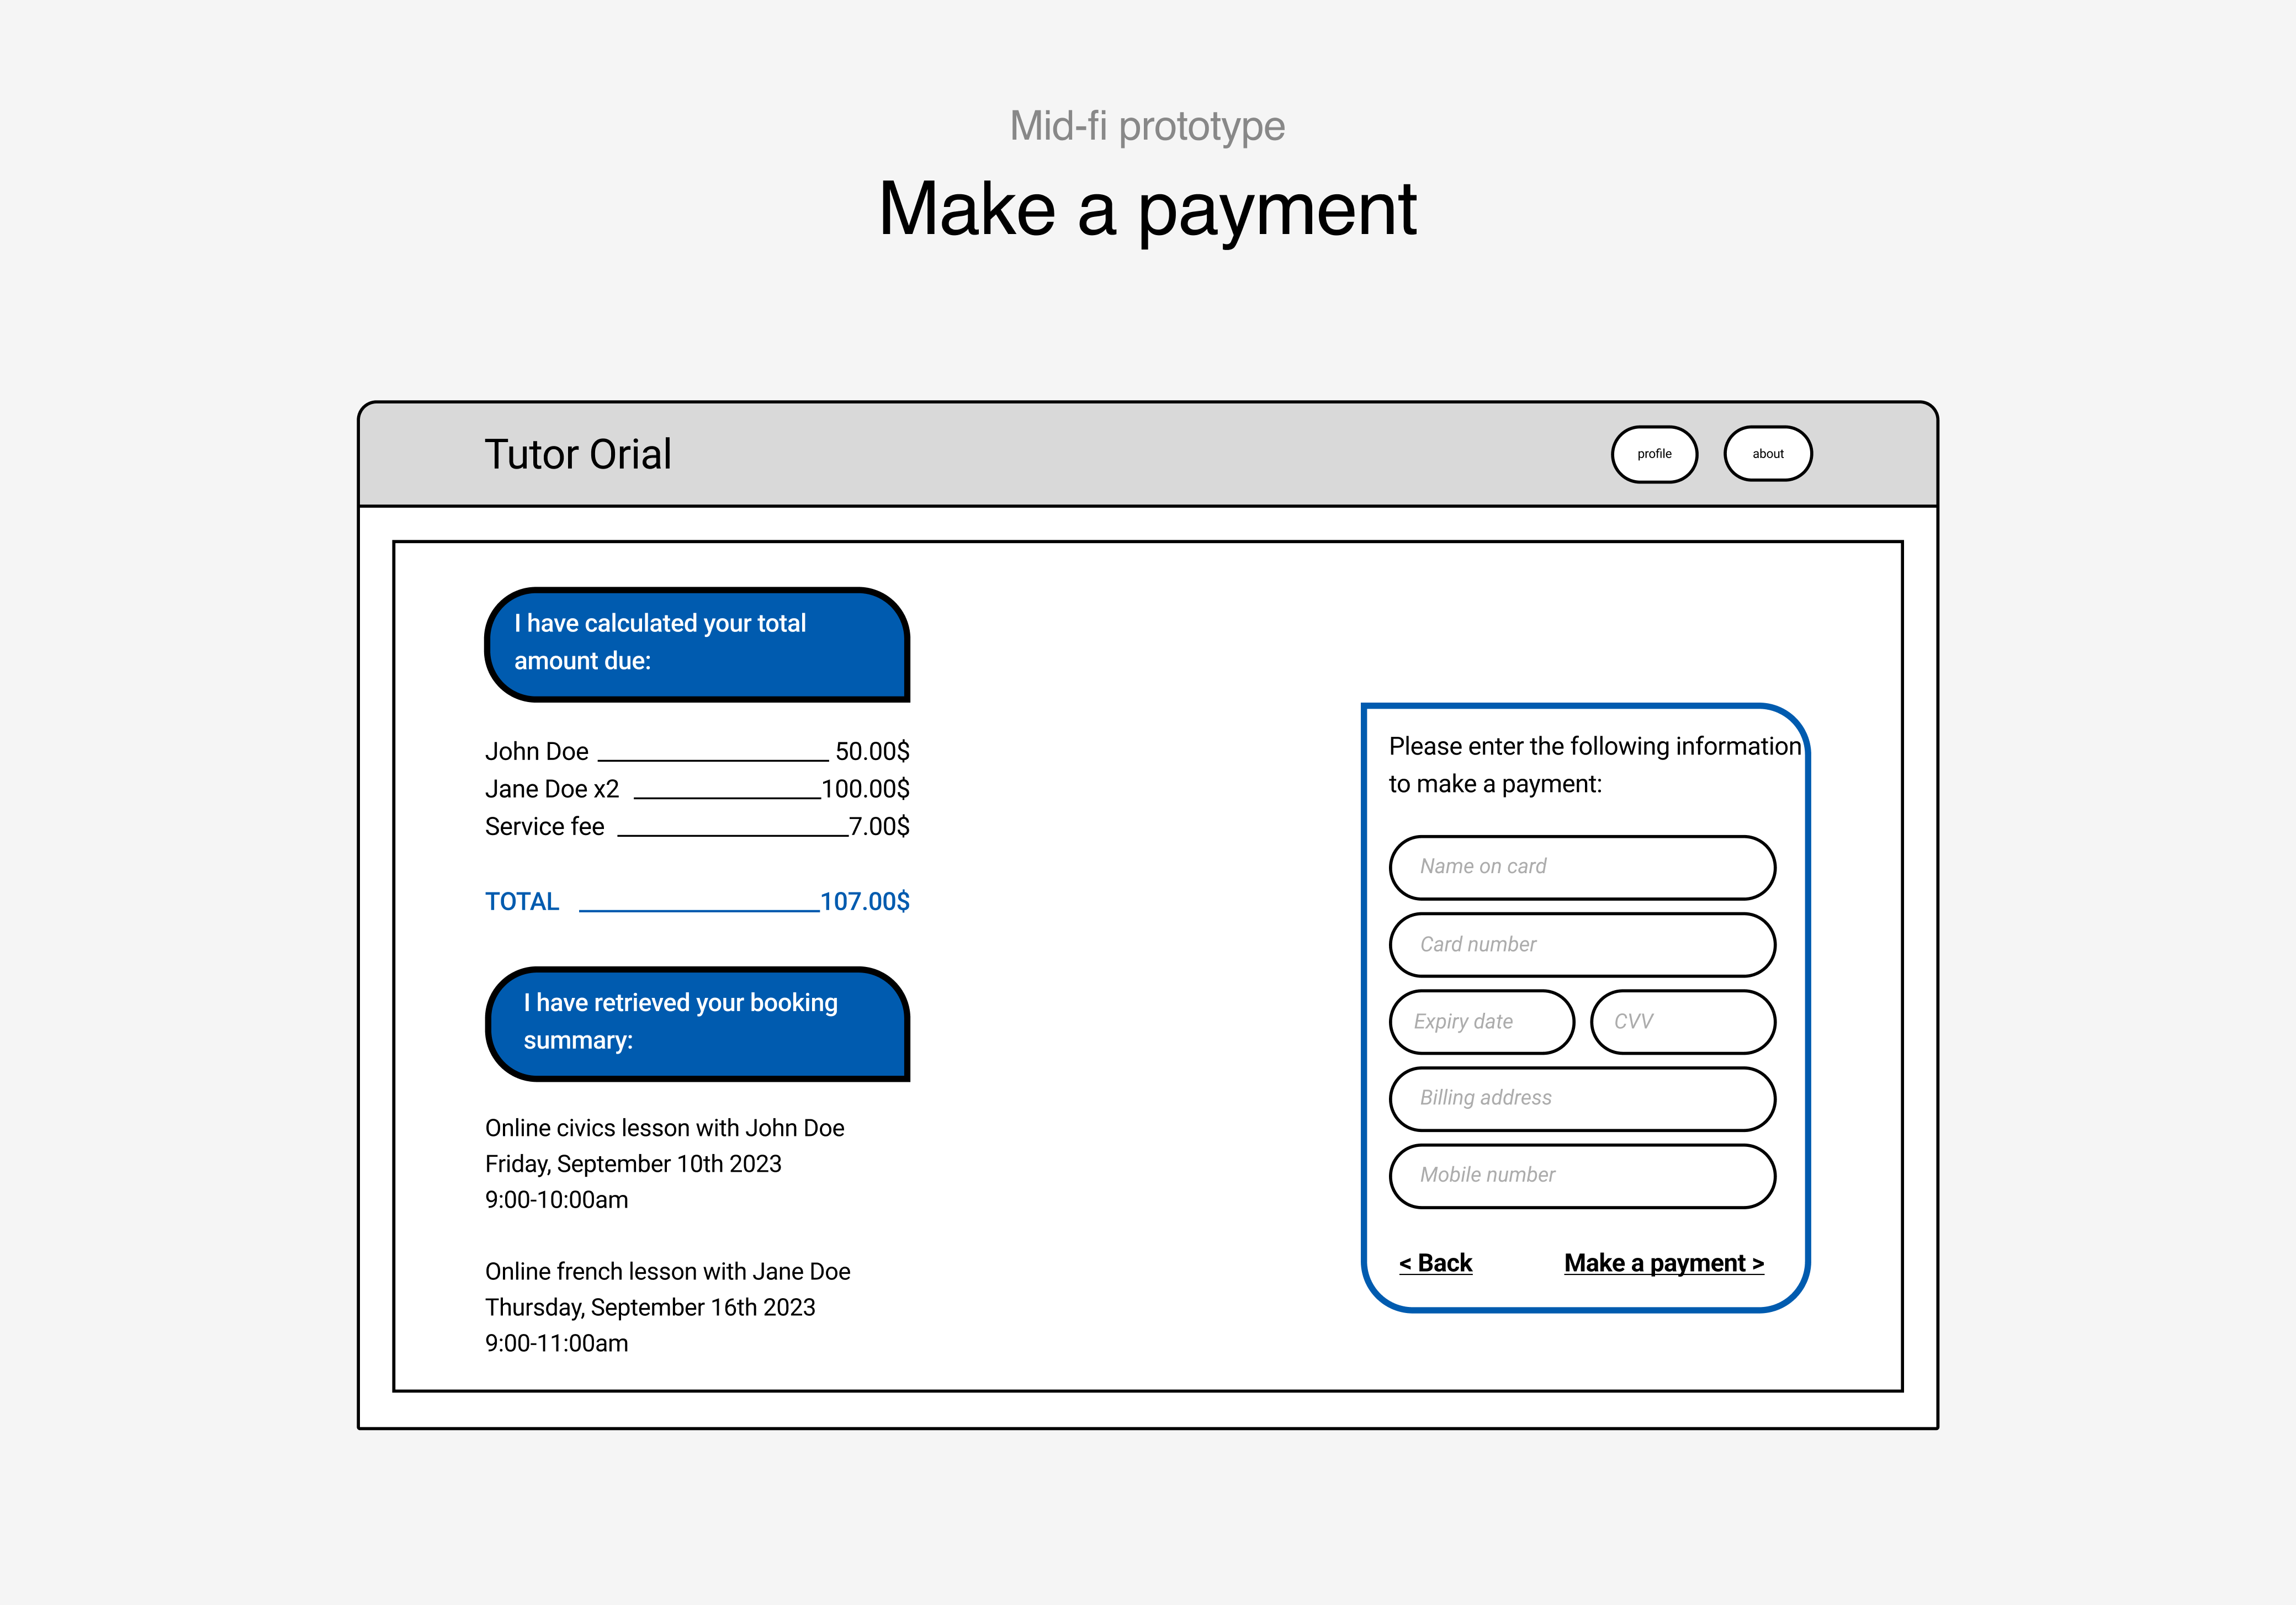 Mid-fi prototype
Make a payment
Tutor Orial
profile
about
I have calculated your total
amount due:
John Doe 50.00$
Jane Doe x2 100.00$
Service fee 7.00$
TOTAL 107.00$
I have retrieved your booking
summary:
Online civics lesson with John Doe
Friday, September 10th 2023
9:00-10:00am
Online french lesson with Jane Doe
Thursday, September 16th 2023
9:00-11:00am
Please enter the following information
to make a payment:
Name on card
Card number
Expiry date
CVV
Billing address
Mobile number
< Back
Make a payment >